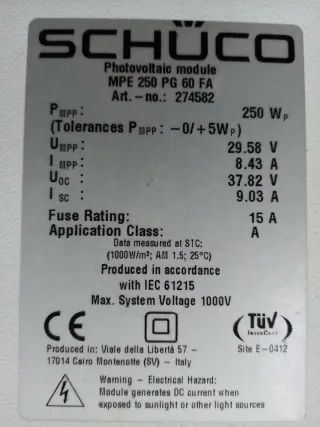 SCHÜCO
Photovoltaic module
MPE 250 PG 60 FA
Art.-no.: 274582
PMPP: 250 WP
(Tolerances PMPP: -0/+5WP)
UMPP: 29.58 V
IMPP: 8.43 A
UOC: 37.82 V
ISC: 9.03 A
Fuse Rating: 15 A
Application Class: A
Data measured at STC:
(1000W/m²; AM 1.5; 25°C)
Produced in accordance
with IEC 61215
Max. System Voltage 1000V
CE
TÜV
INTERCERT
Produced in: Viale della Libertá 57 -
17014 Cairo Montenotte (SV) - Italy
Site E-0412
Warning - Electrical Hazard:
Module generates DC current when
exposed to sunlight or other light sources